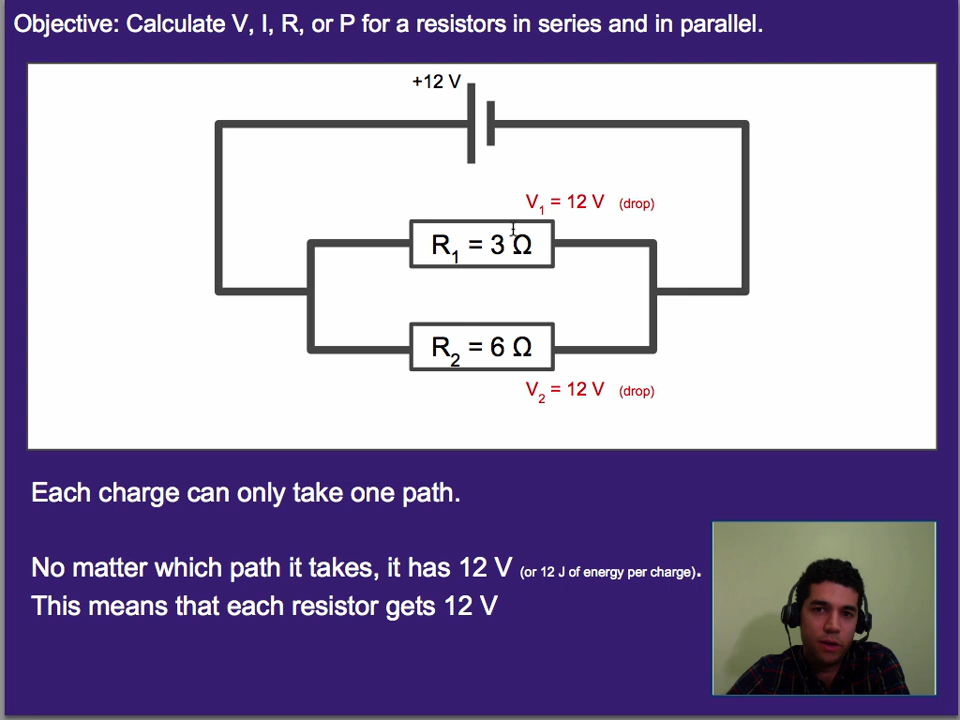 Objective: Calculate V, I, R, or P for a resistors in series and in parallel.
+12 V
V₁ = 12 V (drop)
R₁ = 3 Ω
R₂ = 6 Ω
V₂ = 12 V (drop)
Each charge can only take one path.
No matter which path it takes, it has 12 V (or 12 J of energy per charge).
This means that each resistor gets 12 V